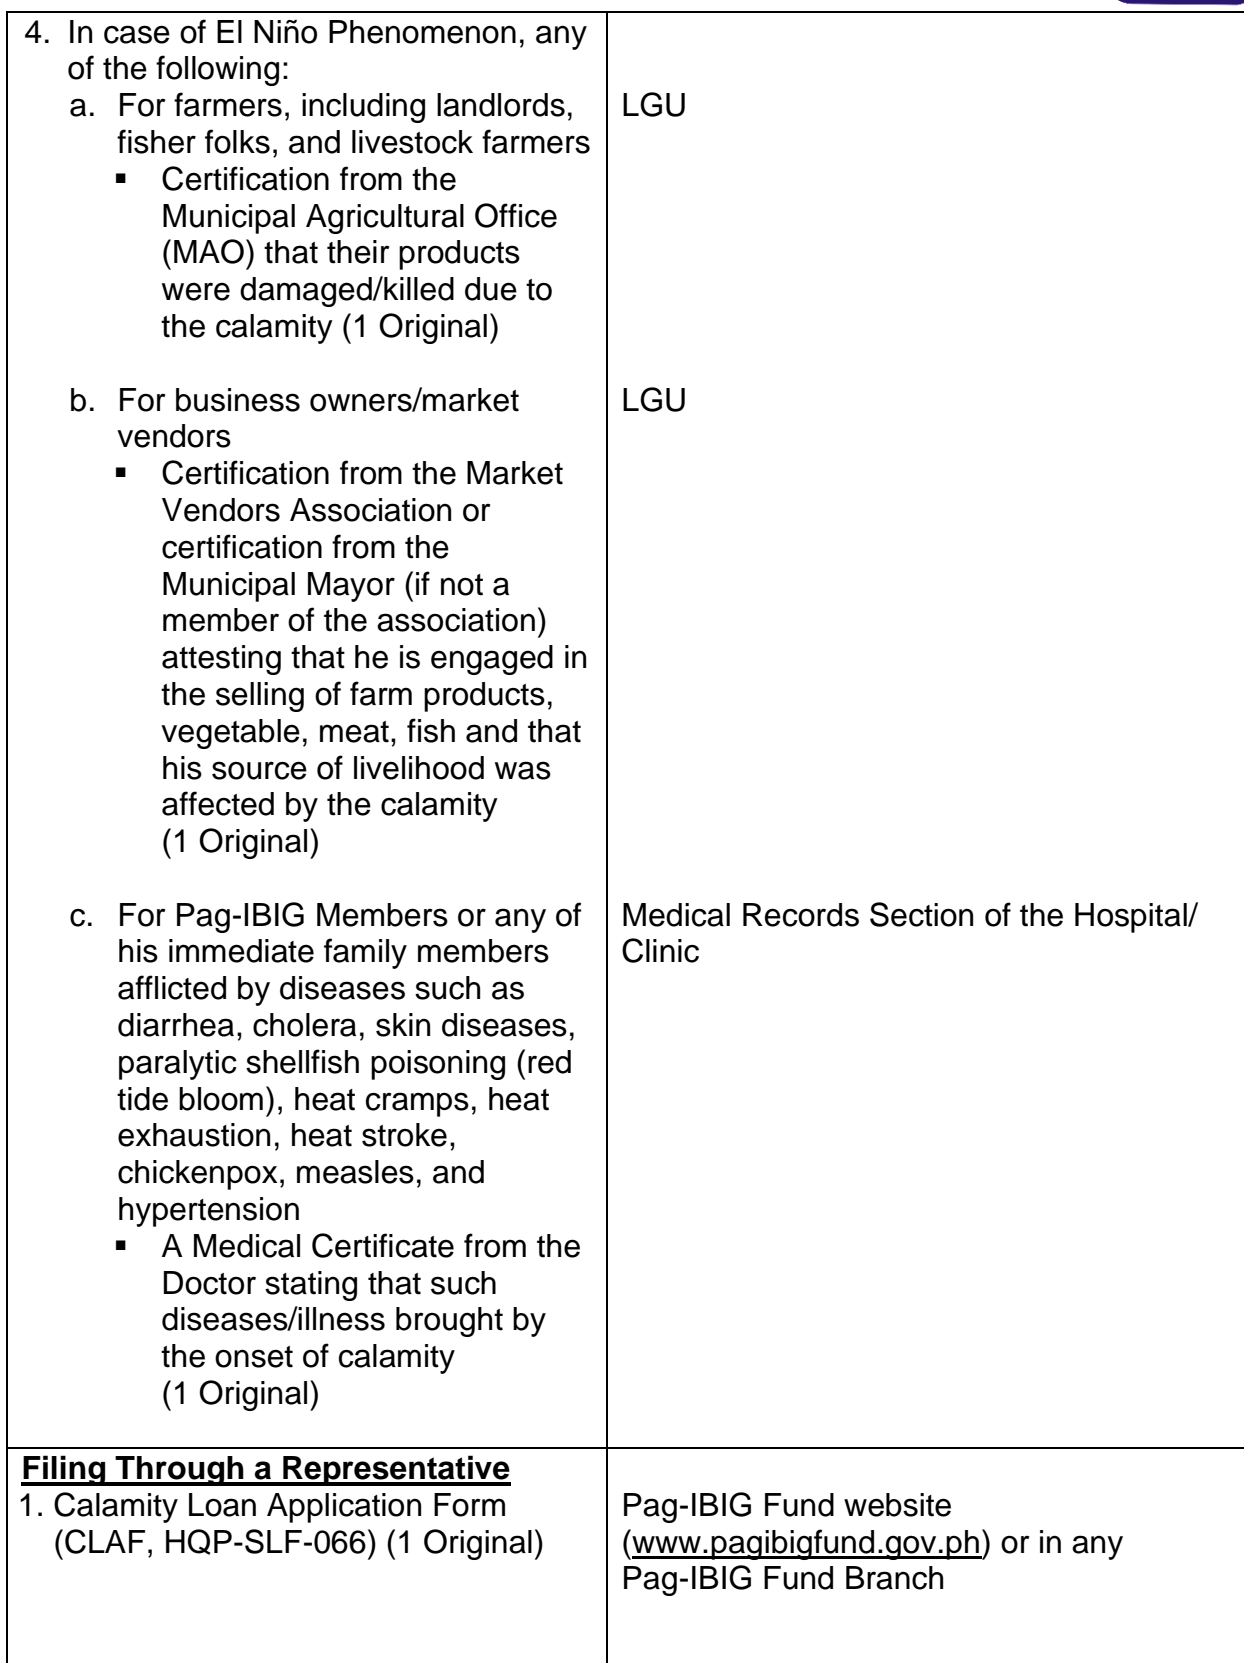 4. In case of El Niño Phenomenon, any
of the following:
a. For farmers, including landlords,
fisher folks, and livestock farmers
▪ Certification from the
Municipal Agricultural Office
(MAO) that their products
were damaged/killed due to
the calamity (1 Original)
LGU
b. For business owners/market
vendors
▪ Certification from the Market
Vendors Association or
certification from the
Municipal Mayor (if not a
member of the association)
attesting that he is engaged in
the selling of farm products,
vegetable, meat, fish and that
his source of livelihood was
affected by the calamity
(1 Original)
LGU
c. For Pag-IBIG Members or any of
his immediate family members
afflicted by diseases such as
diarrhea, cholera, skin diseases,
paralytic shellfish poisoning (red
tide bloom), heat cramps, heat
exhaustion, heat stroke,
chickenpox, measles, and
hypertension
▪ A Medical Certificate from the
Doctor stating that such
diseases/illness brought by
the onset of calamity
(1 Original)
Medical Records Section of the Hospital/
Clinic
Filing Through a Representative
1. Calamity Loan Application Form
(CLAF, HQP-SLF-066) (1 Original)
Pag-IBIG Fund website
(www.pagibigfund.gov.ph) or in any
Pag-IBIG Fund Branch